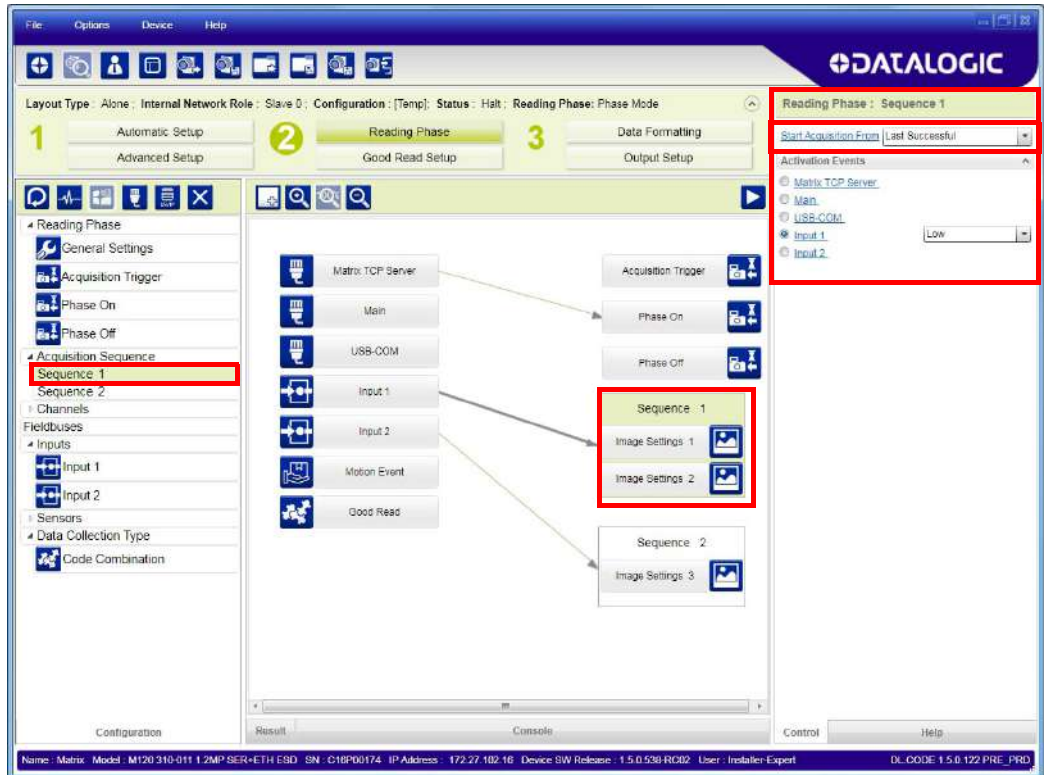 File Options Device Help
DATALOGIC
Layout Type : Alone ; Internal Network Role : Slave 0 ; Configuration : [Temp]; Status : Halt ; Reading Phase: Phase Mode
1 Automatic Setup
Advanced Setup
2 Reading Phase
Good Read Setup
3 Data Formatting
Output Setup
Reading Phase
General Settings
Acquisition Trigger
Phase On
Phase Off
Acquisition Sequence
Sequence 1
Sequence 2
Channels
Fieldbuses
Inputs
Input 1
Input 2
Sensors
Data Collection Type
Code Combination
Configuration
Matrix TCP Server
Main
USB-COM
Input 1
Input 2
Motion Event
Good Read
Acquisition Trigger
Phase On
Phase Off
Sequence 1
Image Settings 1
Image Settings 2
Sequence 2
Image Settings 3
Result Console
Reading Phase : Sequence 1
Start Acquisition From Last Successful
Activation Events
Matrix TCP Server
Main
USB-COM
Input 1 Low
Input 2
Control Help
Name : Matrix Model : M120 310-011 1.2MP SER+ETH ESD SN : C16P00174 IP Address : 172.27.102.16 Device SW Release : 1.5.0.538-RC02 User : Installer-Expert DL.CODE 1.5.0.122 PRE_PRD